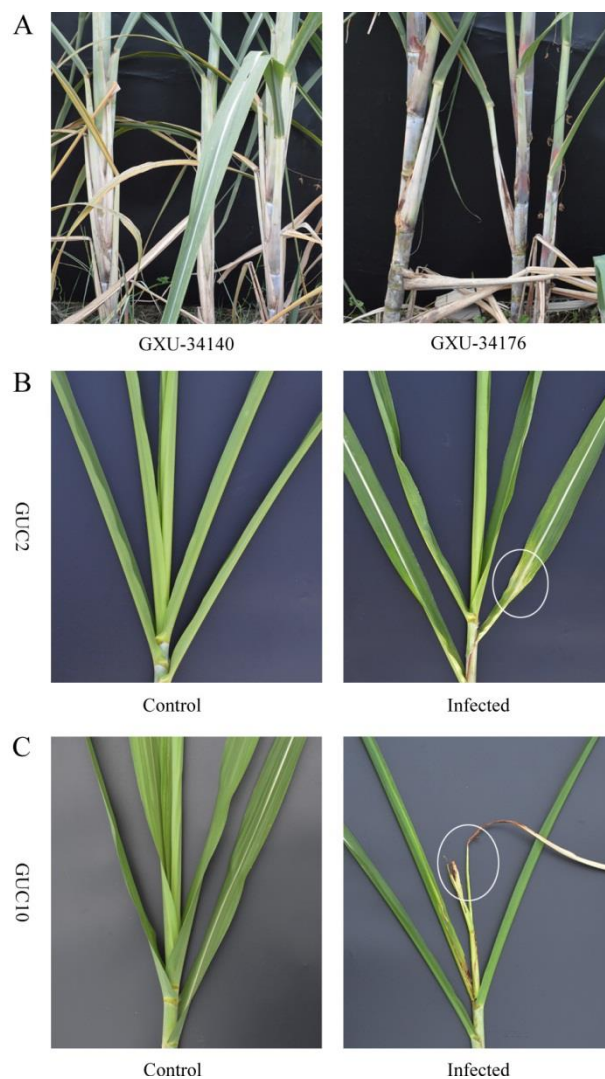 A
GXU-34140 GXU-34176
B
GUC2
Control Infected
C
GUC10
Control Infected